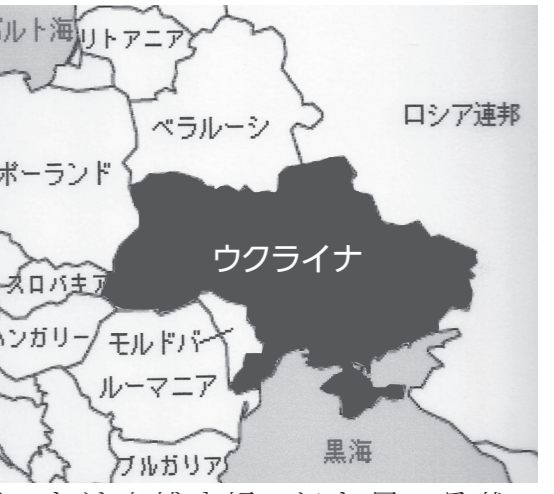 バルト海
リトアニア
ベラルーシ
ロシア連邦
ポーランド
ウクライナ
スロバキア
ハンガリー
モルドバ
ルーマニア
ブルガリア
黒海